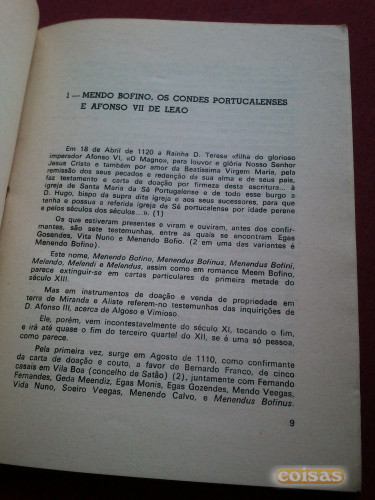 1 — MENDO BOFINO, OS CONDES PORTUCALENSES
E AFONSO VII DE LEÃO
Em 18 de Abril de 1120 a Rainha D. Teresa «filha do glorioso
imperador Afonso VI, «O Magno», para louvor e glória Nosso Senhor
Jesus Cristo e também por amor da Beatíssima Virgem Maria, pela
remissão dos seus pecados e redenção da sua alma e de seus pais,
faz testamento e carta de doação por firmeza desta escritura... à
igreja de Santa Maria da Sé Portugalense e de todo esse burgo a
D. Hugo, bispo da supra dita igreja e aos seus sucessores, para que
tenha e possua a referida igreja da Sé portucalense por idade perene
e pelos séculos dos séculos...». (1)
Os que estiveram presentes, e viram e ouviram, antes dos confir-
mantes, são sete testemunhas, entre as quais se encontram Egas
Gosendes, Vita Nuno e Menendo Bofio. (2 em uma das variantes é
Menendo Bofino).
Este nome, Menendo Bofino, Menendus Bufinus, Menendus Bufini,
Melendo, Melendi e Melendus, assim como em romance Meem Bofino,
parece extinguir-se em cartas particulares da primeira metade do
século XIII.
Mas em instrumentos de doação e venda de propriedade em
terra de Miranda e Aliste referem-no testemunhas das inquirições de
D. Afonso III, acerca de Algoso e Vimioso.
Ele, porém, vem incontestavelmente do século XI, tocando o fim,
e irá até quase o fim do terceiro quartel do XII, se é uma só pessoa,
como parece.
Pela primeira vez, surge em Agosto de 1110, como confirmante
da carta de doação e couto, a favor de Bernardo Franco, de cinco
casais em Vila Boa (concelho de Satão) (2), juntamente com Fernando
Fernandes, Geda Meendiz, Egas Monis, Egas Gozendes, Mendo Veegas,
Vida Nuno, Soeiro Veegas, Menendo Calvo, e Menendus Bofinus.
9
coisas